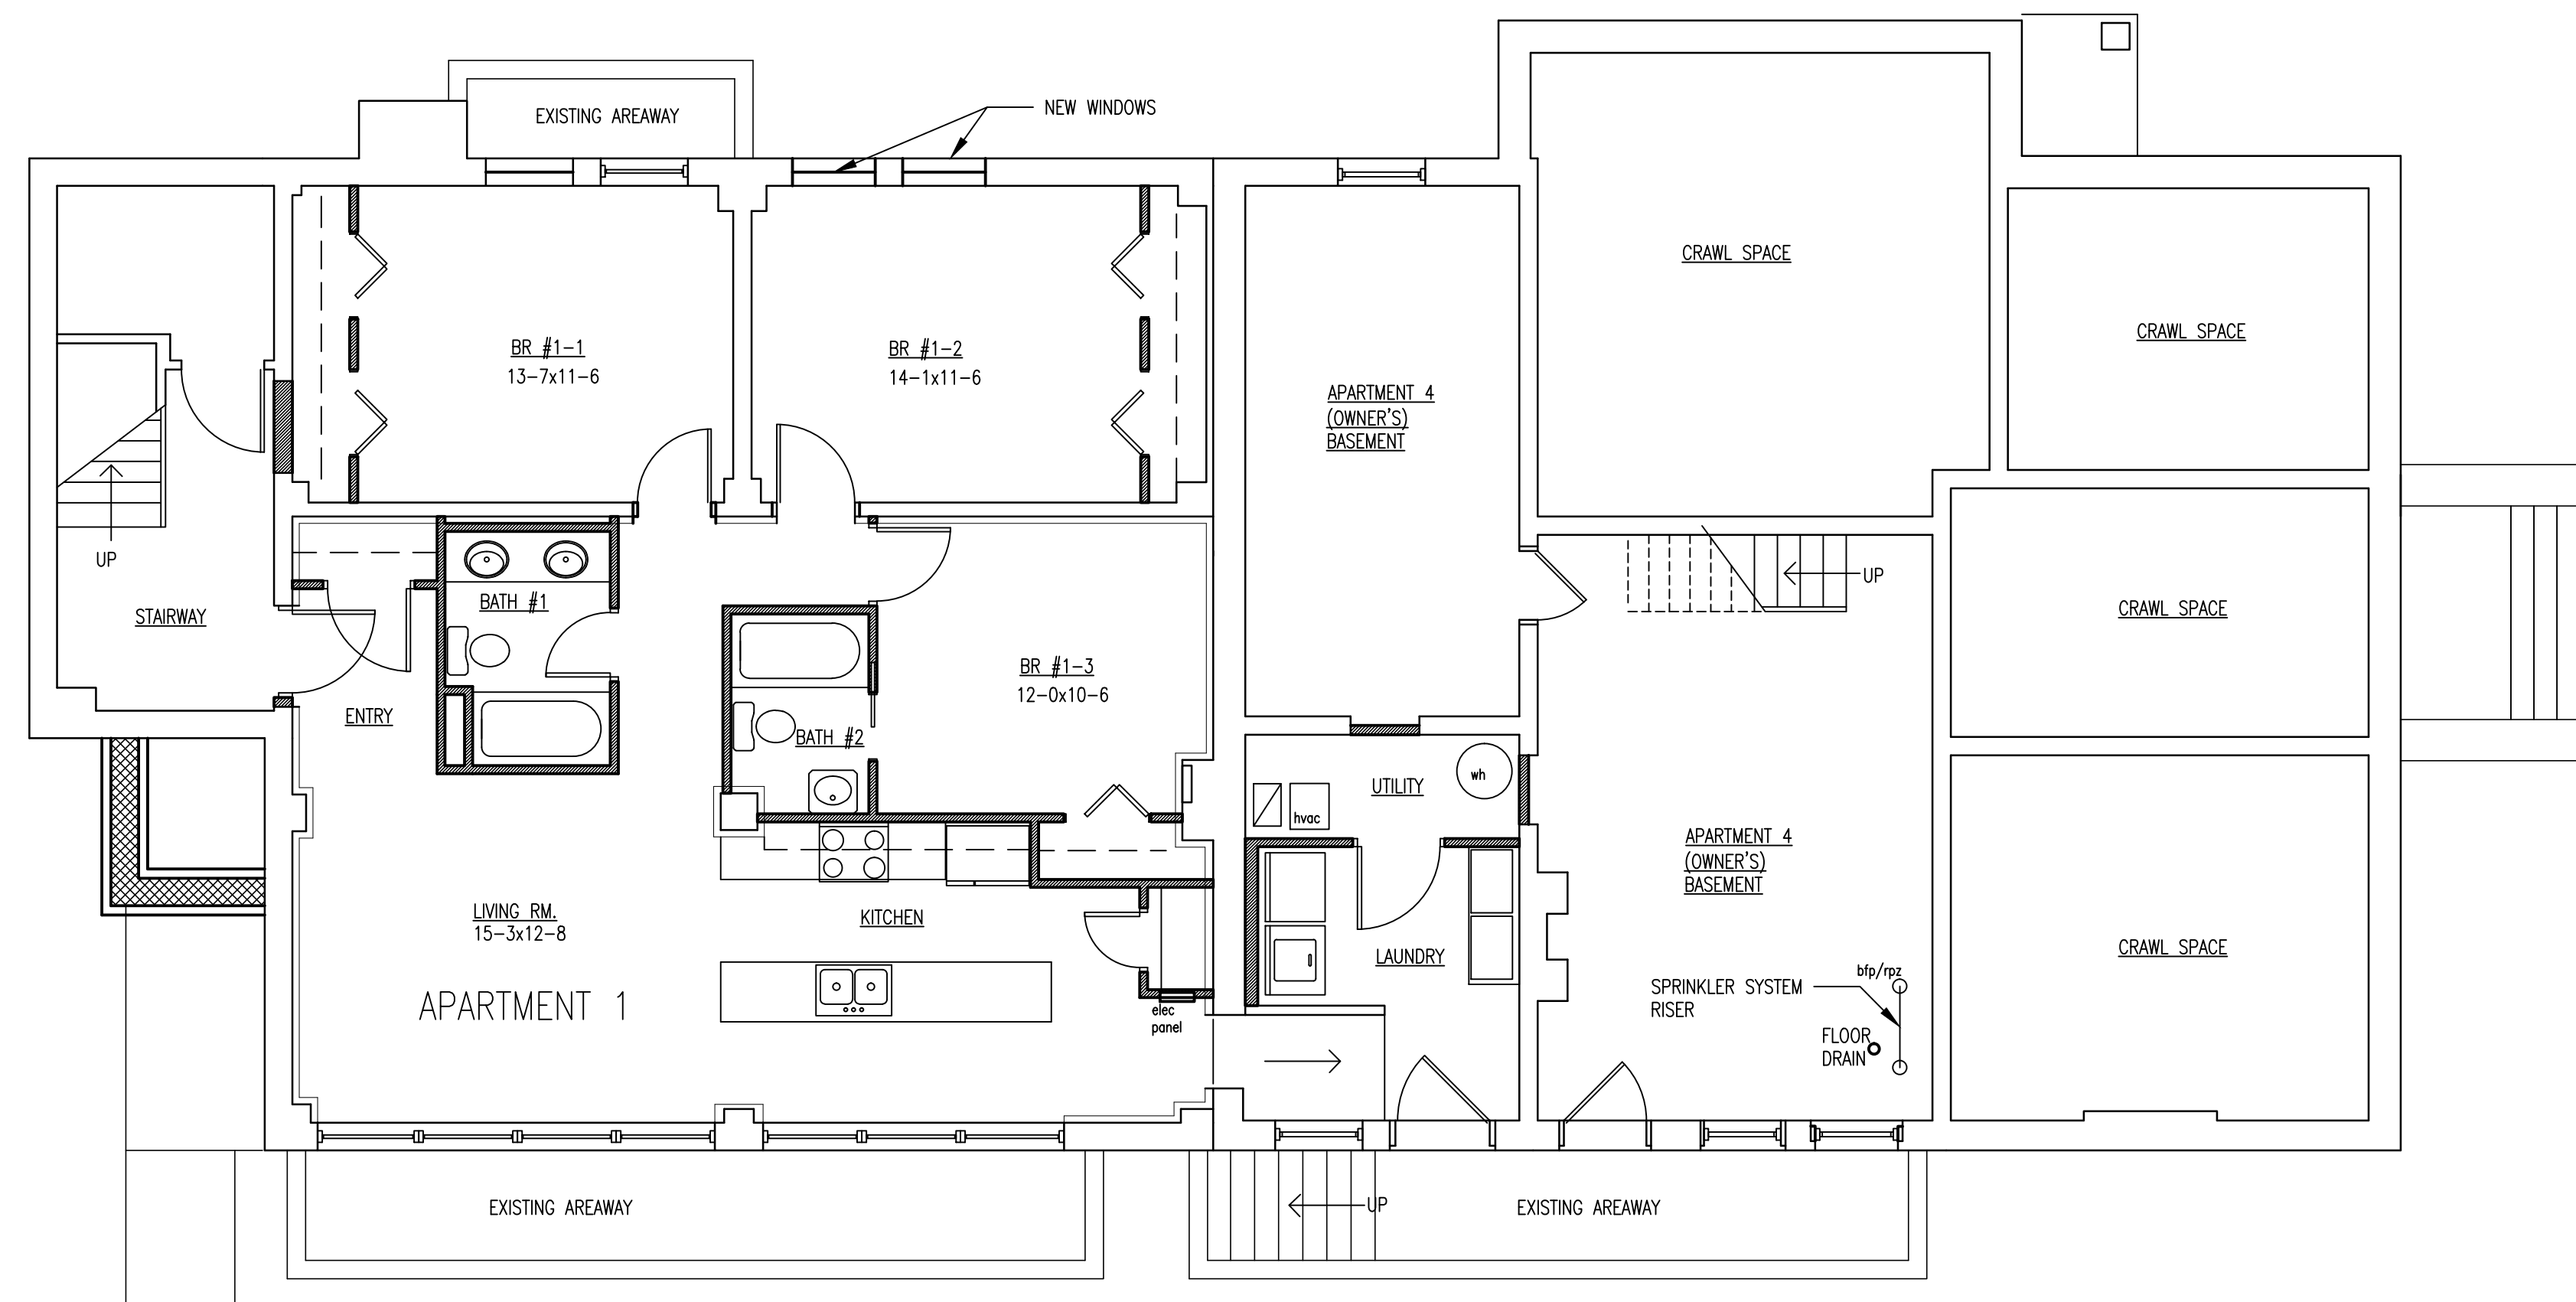 EXISTING AREAWAY
NEW WINDOWS
CRAWL SPACE
CRAWL SPACE
BR #1-1
13-7x11-6
BR #1-2
14-1x11-6
APARTMENT 4
(OWNER'S)
BASEMENT
UP
STAIRWAY
BATH #1
UP
CRAWL SPACE
BR #1-3
12-0x10-6
ENTRY
BATH #2
UTILITY
wh
hvac
APARTMENT 4
(OWNER'S)
BASEMENT
LIVING RM.
15-3x12-8
KITCHEN
LAUNDRY
CRAWL SPACE
APARTMENT 1
elec
panel
bfp/rpz
SPRINKLER SYSTEM
RISER
FLOOR
DRAIN
EXISTING AREAWAY
UP
EXISTING AREAWAY